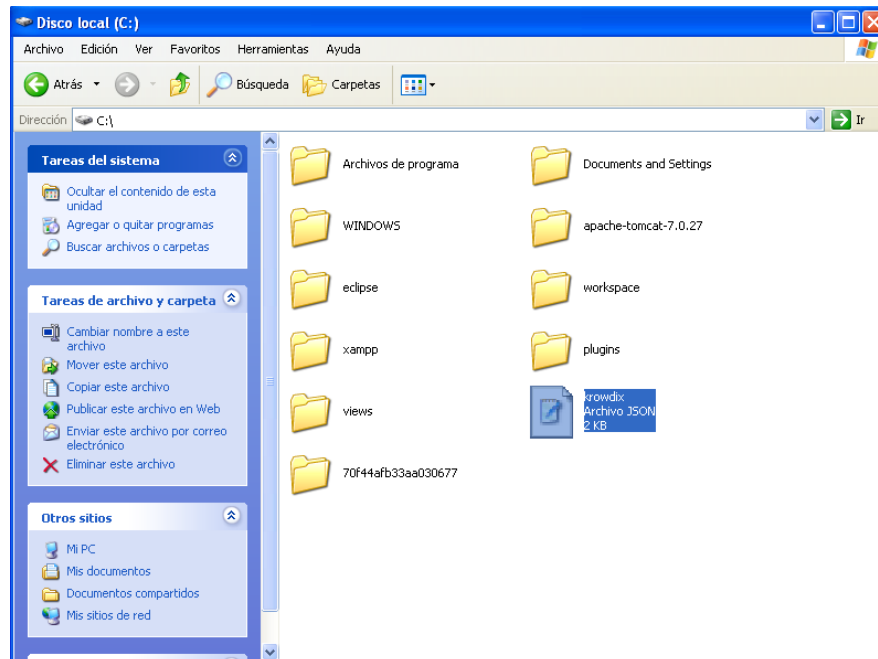 Disco local (C:)
Archivo Edición Ver Favoritos Herramientas Ayuda
Atrás Búsqueda Carpetas
Dirección C:\ Ir
Tareas del sistema
Ocultar el contenido de esta
unidad
Agregar o quitar programas
Buscar archivos o carpetas
Tareas de archivo y carpeta
Cambiar nombre a este
archivo
Mover este archivo
Copiar este archivo
Publicar este archivo en Web
Enviar este archivo por correo
electrónico
Eliminar este archivo
Otros sitios
Mi PC
Mis documentos
Documentos compartidos
Mis sitios de red
Archivos de programa
Documents and Settings
WINDOWS
apache-tomcat-7.0.27
eclipse
workspace
xampp
plugins
views
krowdix
Archivo JSON
2 KB
70f44afb33aa030677